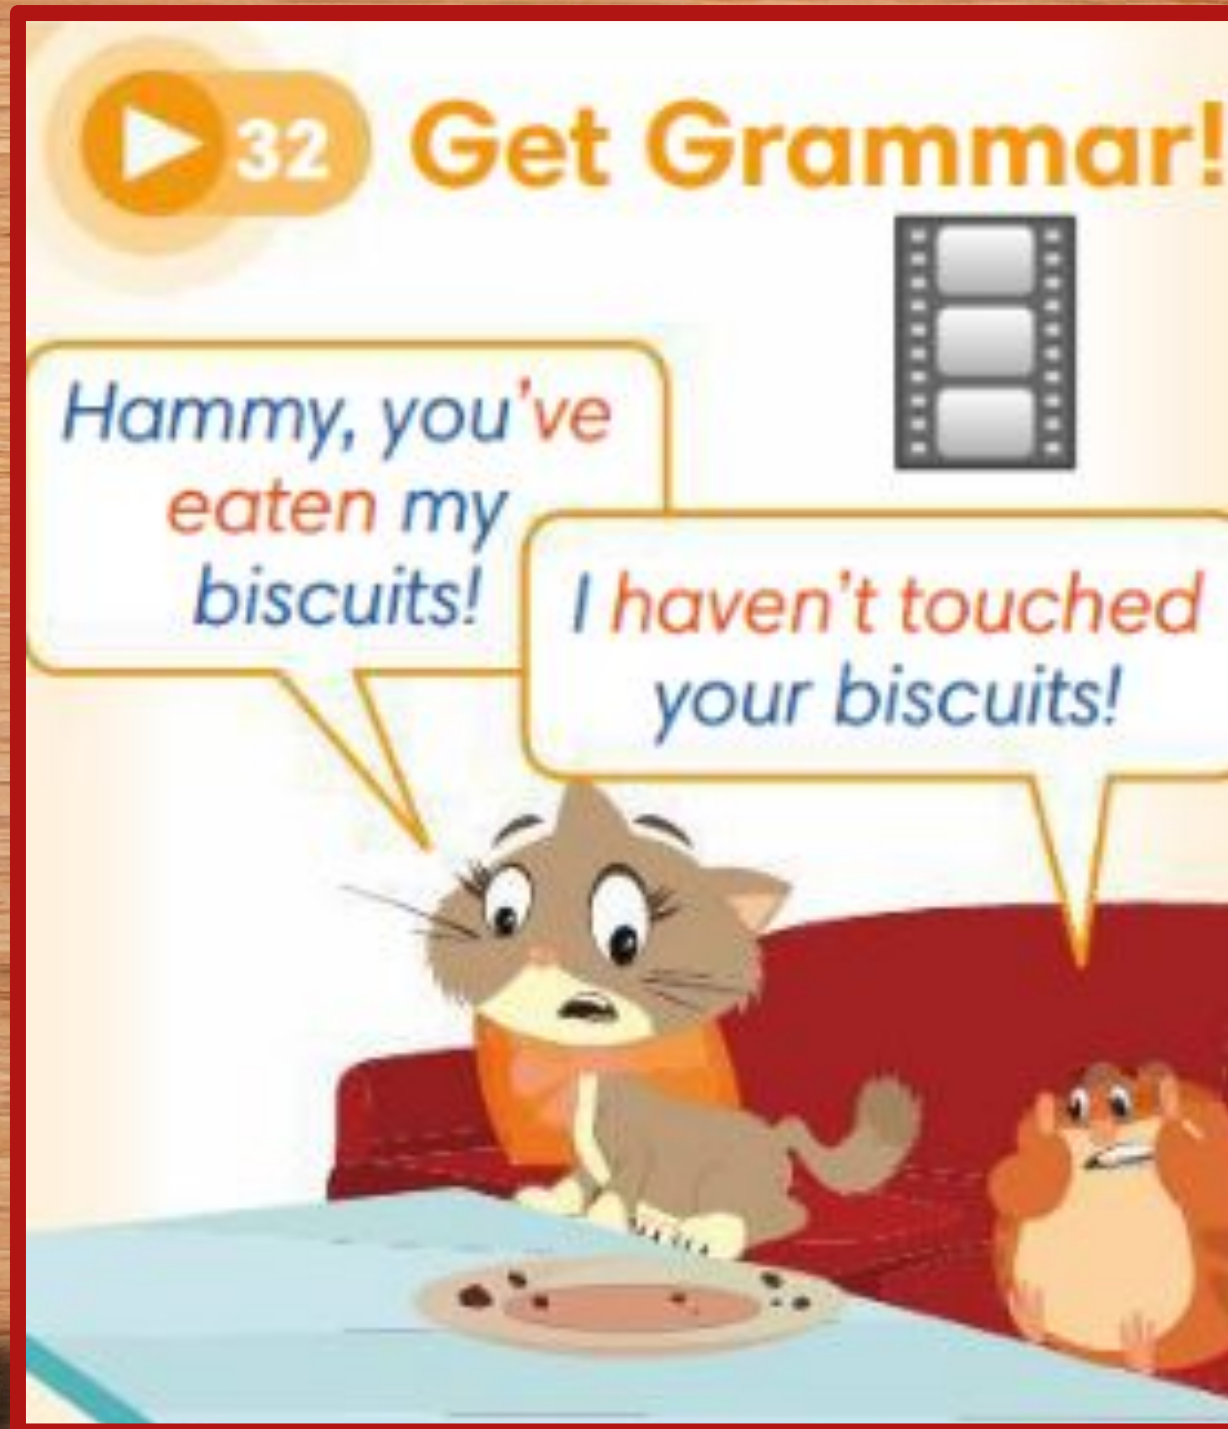 32 Get Grammar!
Hammy, you've
eaten my
biscuits!
I haven't touched
your biscuits!